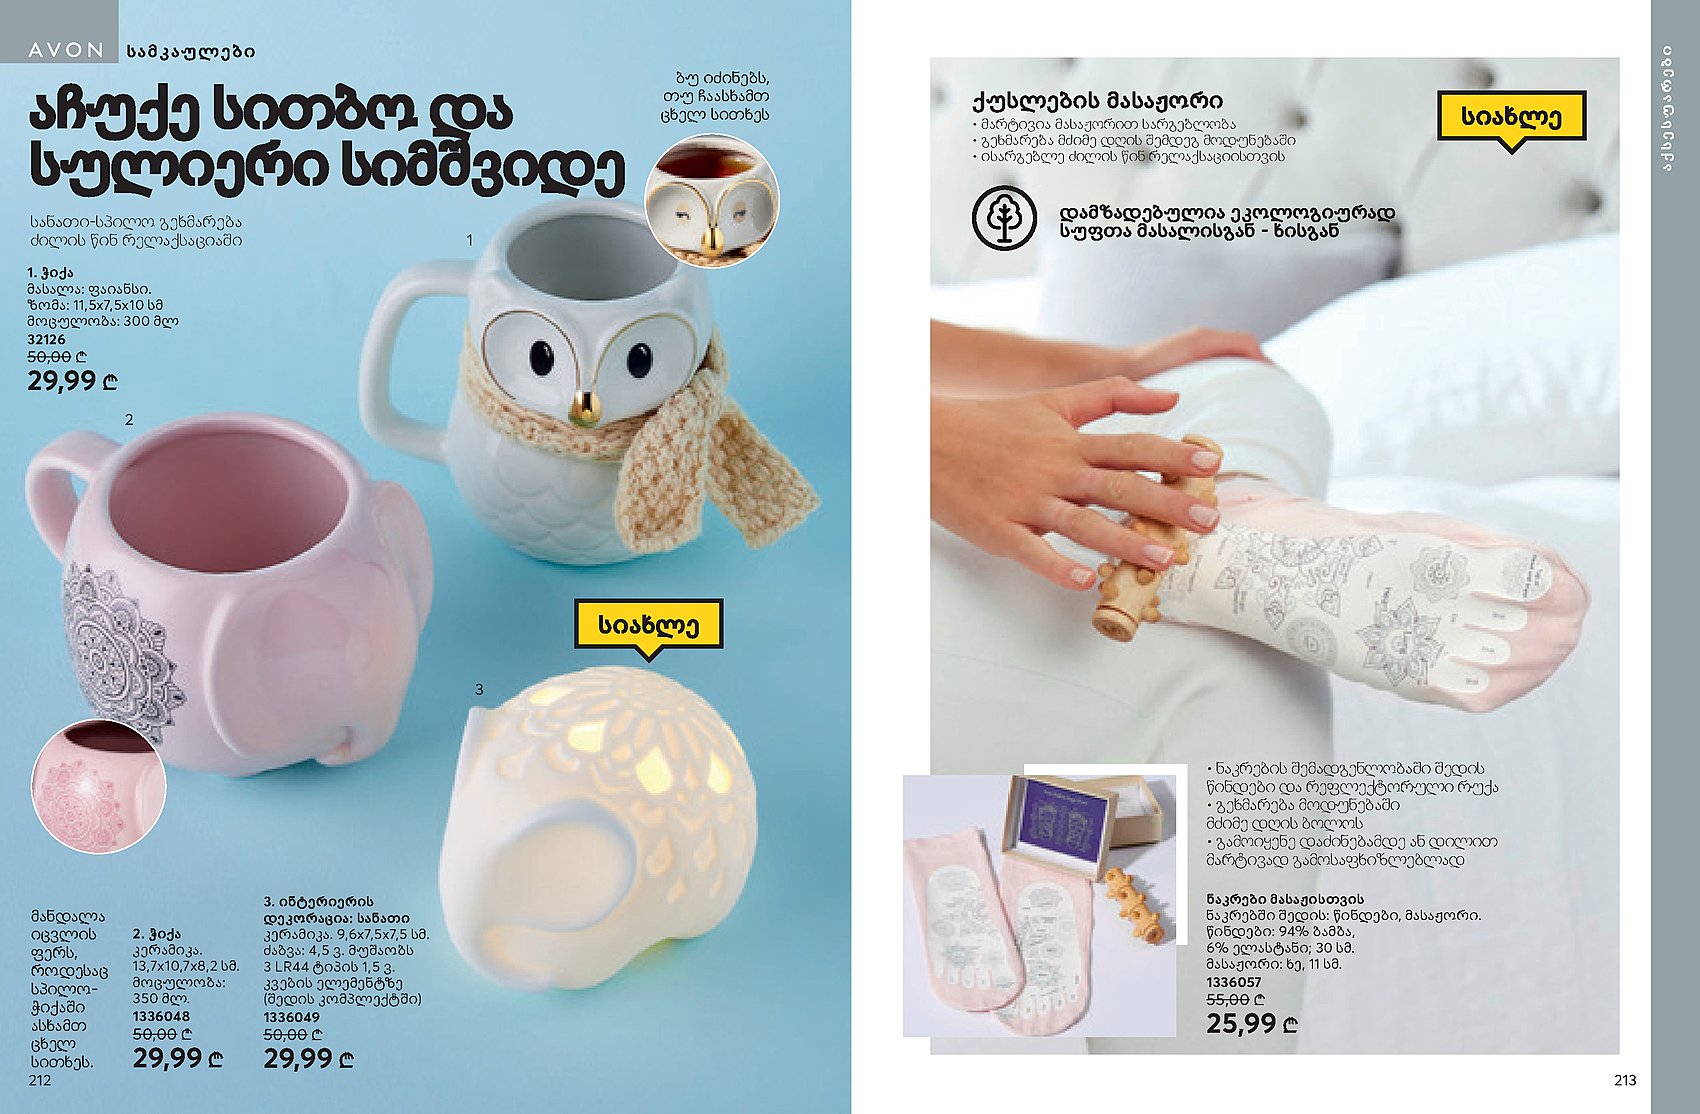 AVON სამკაულები
აჩუქე სითბო და
სულიერი სიმშვიდე
სანათი-სპილო გეხმარება
ძილის წინ რელაქსაციაში
ბუ იძინებს,
თუ ჩაასხამთ
ცხელ სითხეს
1
1. ჭიქა
მასალა: ფაიანსი.
ზომა: 11,5x7,5x10 სმ
მოცულობა: 300 მლ
32126
50,00 ₾
29,99 ₾
2
სიახლე
3
მანდალა
იცვლის
ფერს,
როდესაც
სპილო-
ჭიქაში
ასხამთ
ცხელ
სითხეს.
2. ჭიქა
კერამიკა.
13,7x10,7x8,2 სმ.
მოცულობა:
350 მლ.
1336048
50,00 ₾
29,99 ₾
3. ინტერიერის
დეკორაცია: სანათი
კერამიკა. 9,6x7,5x7,5 სმ.
ძაბვა: 4,5 ვ. მუშაობს
3 LR44 ტიპის 1,5 ვ.
კვების ელემენტზე
(შედის კომპლექტში)
1336049
50,00 ₾
29,99 ₾
212
აქსესუარები
ქუსლების მასაჟორი
• მარტივია მასაჟორით სარგებლობა
• გეხმარება მძიმე დღის შემდეგ მოდუნებაში
• ისარგებლე ძილის წინ რელაქსაციისთვის
სიახლე
დამზადებულია ეკოლოგიურად
სუფთა მასალისგან - ხისგან
• ნაკრების შემადგენლობაში შედის
წინდები და რეფლექტორული რუქა
• გეხმარება მოდუნებაში
მძიმე დღის ბოლოს
• გამოიყენე დაძინებამდე ან დილით
მარტივად გამოსაფხიზლებლად
ნაკრები მასაჟისთვის
ნაკრებში შედის: წინდები, მასაჟორი.
წინდები: 94% ბამბა,
6% ელასტანი; 30 სმ.
მასაჟორი: ხე, 11 სმ.
1336057
55,00 ₾
25,99 ₾
213